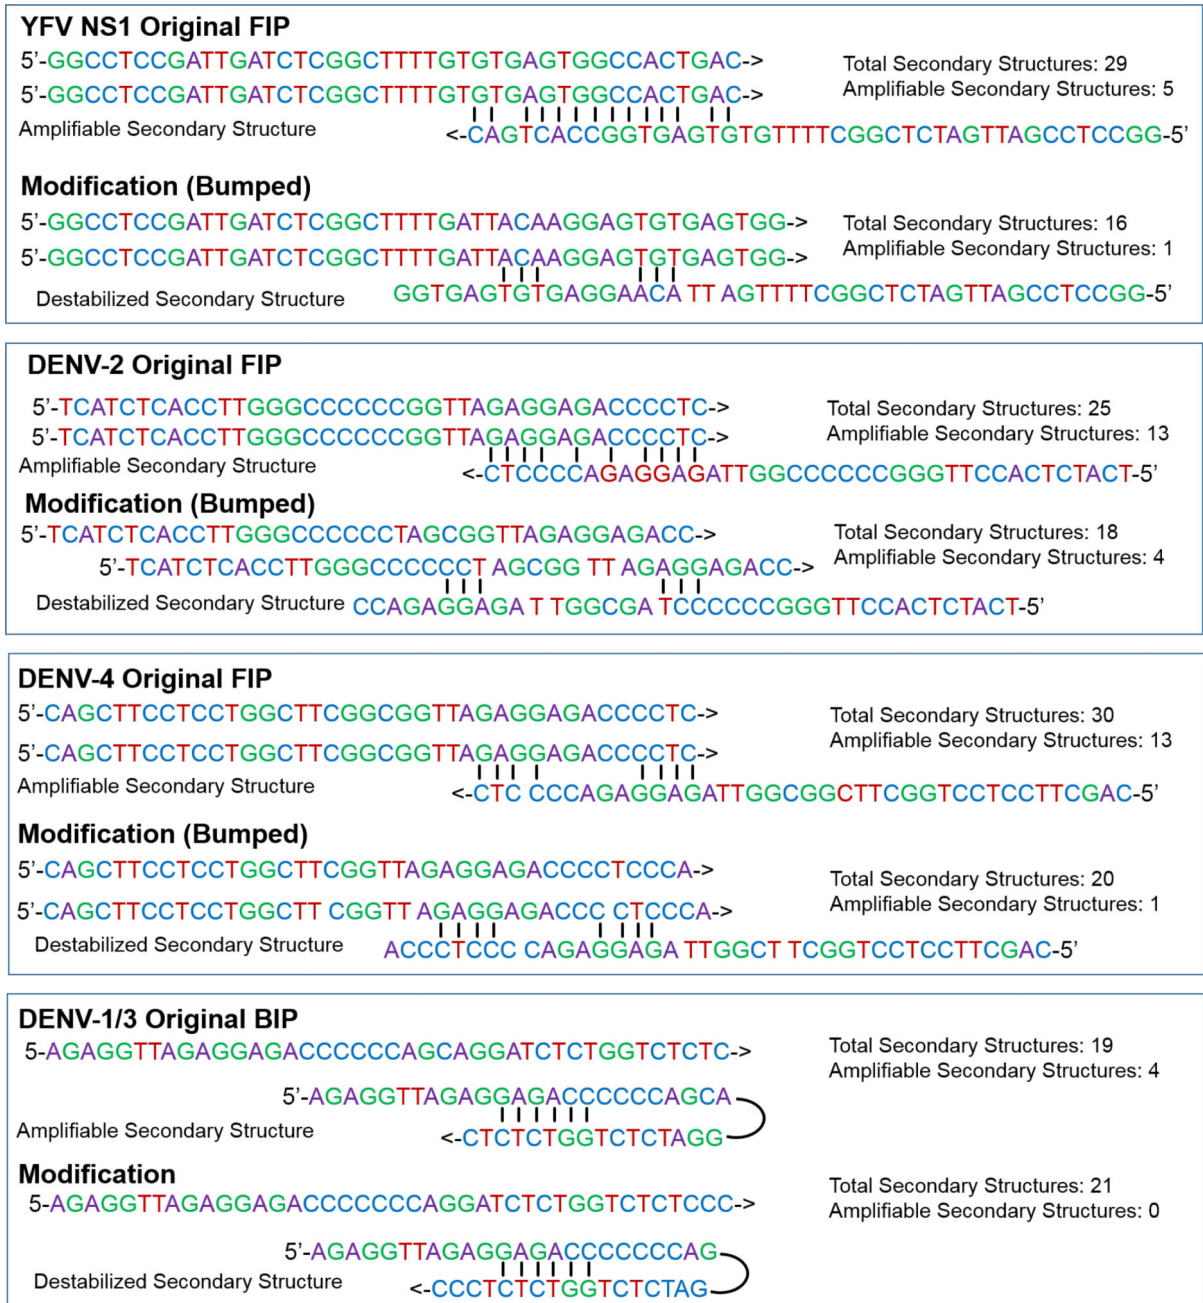 YFV NS1 Original FIP
5'-GGCCTCCGATTGATCTCGGCTTTTGTGTGAGTGGCCACTGAC->
Total Secondary Structures: 29
5'-GGCCTCCGATTGATCTCGGCTTTTGTGTGAGTGGCCACTGAC->
Amplifiable Secondary Structures: 5
Amplifiable Secondary Structure
<-CAGTCACCGGTGAGTGTGTTTTCGGCTCTAGTTAGCCTCCGG-5'
Modification (Bumped)
5'-GGCCTCCGATTGATCTCGGCTTTTGATTACAAGGAGTGTGAGTGG->
Total Secondary Structures: 16
Amplifiable Secondary Structures: 1
5'-GGCCTCCGATTGATCTCGGCTTTTGATTACAAGGAGTGTGAGTGG->
Destabilized Secondary Structure
GGTGAGTGTGAGGAACA TT AGTTTTCGGCTCTAGTTAGCCTCCGG-5'
DENV-2 Original FIP
5'-TCATCTCACCTTGGGCCCCCCGGTTAGAGGAGACCCCTC->
Total Secondary Structures: 25
5'-TCATCTCACCTTGGGCCCCCCGGTTAGAGGAGACCCCTC->
Amplifiable Secondary Structures: 13
Amplifiable Secondary Structure
<-CTCCCCAGAGGAGATTGGCCCCCCGGGTTCCACTCTACT-5'
Modification (Bumped)
5'-TCATCTCACCTTGGGCCCCCCTAGCGGTTAGAGGAGACC->
Total Secondary Structures: 18
Amplifiable Secondary Structures: 4
5'-TCATCTCACCTTGGGCCCCCCT AGCGG TT AGAGGAGACC->
Destabilized Secondary Structure
CCAGAGGAGA T TGGCGA TCCCCCCGGGTTCCACTCTACT-5'
DENV-4 Original FIP
5'-CAGCTTCCTCCTGGCTTCGGCGGTTAGAGGAGACCCCTC->
Total Secondary Structures: 30
Amplifiable Secondary Structures: 13
5'-CAGCTTCCTCCTGGCTTCGGCGGTTAGAGGAGACCCCTC->
Amplifiable Secondary Structure
<-CTC CCCAGAGGAGATTGGCGGCTTCGGTCCTCCTTCGAC-5'
Modification (Bumped)
5'-CAGCTTCCTCCTGGCTTCGGTTAGAGGAGACCCCTCCCA->
Total Secondary Structures: 20
Amplifiable Secondary Structures: 1
5'-CAGCTTCCTCCTGGCTT CGGTT AGAGGAGACCC CTCCCA->
Destabilized Secondary Structure
ACCCTCCC CAGAGGAGA TTGGCT TCGGTCCTCCTTCGAC-5'
DENV-1/3 Original BIP
5-AGAGGTTAGAGGAGACCCCCCAGCAGGATCTCTGGTCTCTC->
Total Secondary Structures: 19
Amplifiable Secondary Structures: 4
5'-AGAGGTTAGAGGAGACCCCCCAGCA
Amplifiable Secondary Structure
<-CTCTCTGGTCTCTAGG
Modification
5-AGAGGTTAGAGGAGACCCCCCCAGGATCTCTGGTCTCTCCC->
Total Secondary Structures: 21
Amplifiable Secondary Structures: 0
5'-AGAGGTTAGAGGAGACCCCCCCAG
Destabilized Secondary Structure
<-CCCTCTCTGGTCTCTAG